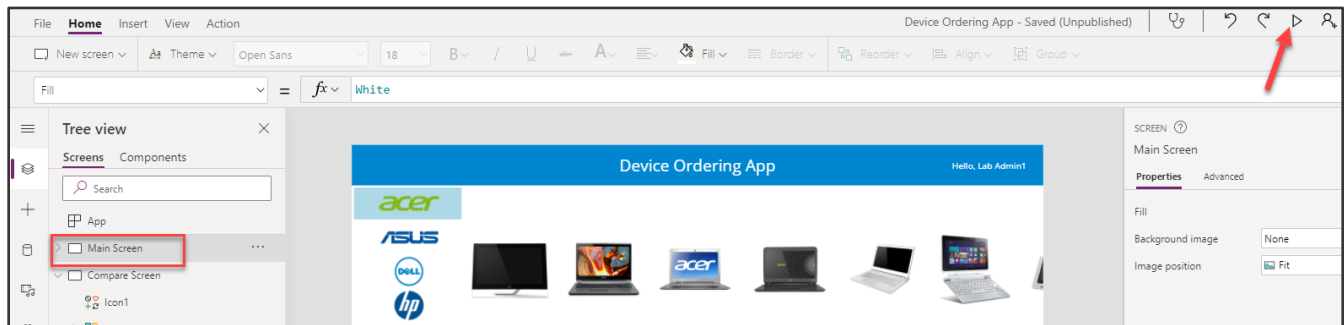 File Home Insert View Action Device Ordering App - Saved (Unpublished)
New screen Aa Theme Open Sans 18 B / U abc A Fill Border Reorder Align Group
Fill = fx White
Tree view
Screens Components
Search
App
Main Screen ...
Compare Screen
Icon1
Device Ordering App Hello, Lab Admin1
acer
ASUS
DELL
hp
acer
SCREEN ?
Main Screen
Properties Advanced
Fill
Background image None
Image position Fit